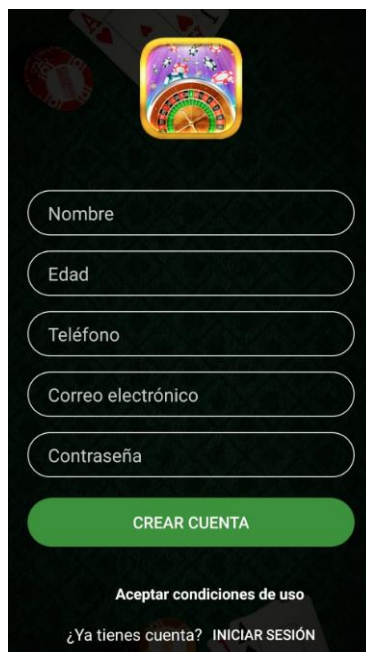 Nombre
Edad
Teléfono
Correo electrónico
Contraseña
CREAR CUENTA
Aceptar condiciones de uso
¿Ya tienes cuenta? INICIAR SESIÓN